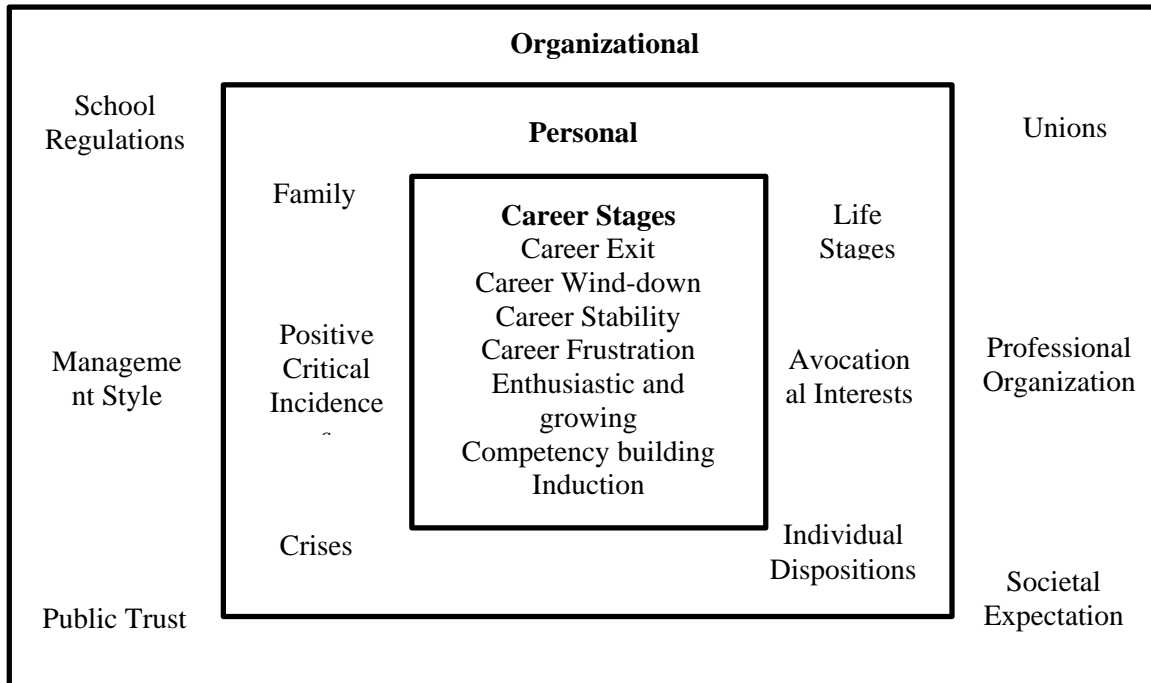 Organizational
School
Regulations
Unions
Personal
Family
Life
Stages
Career Stages
Career Exit
Career Wind-down
Career Stability
Career Frustration
Enthusiastic and
growing
Competency building
Induction
Positive
Critical
Incidence
s
Avocation
al Interests
Manageme
nt Style
Professional
Organization
Crises
Individual
Dispositions
Public Trust
Societal
Expectation